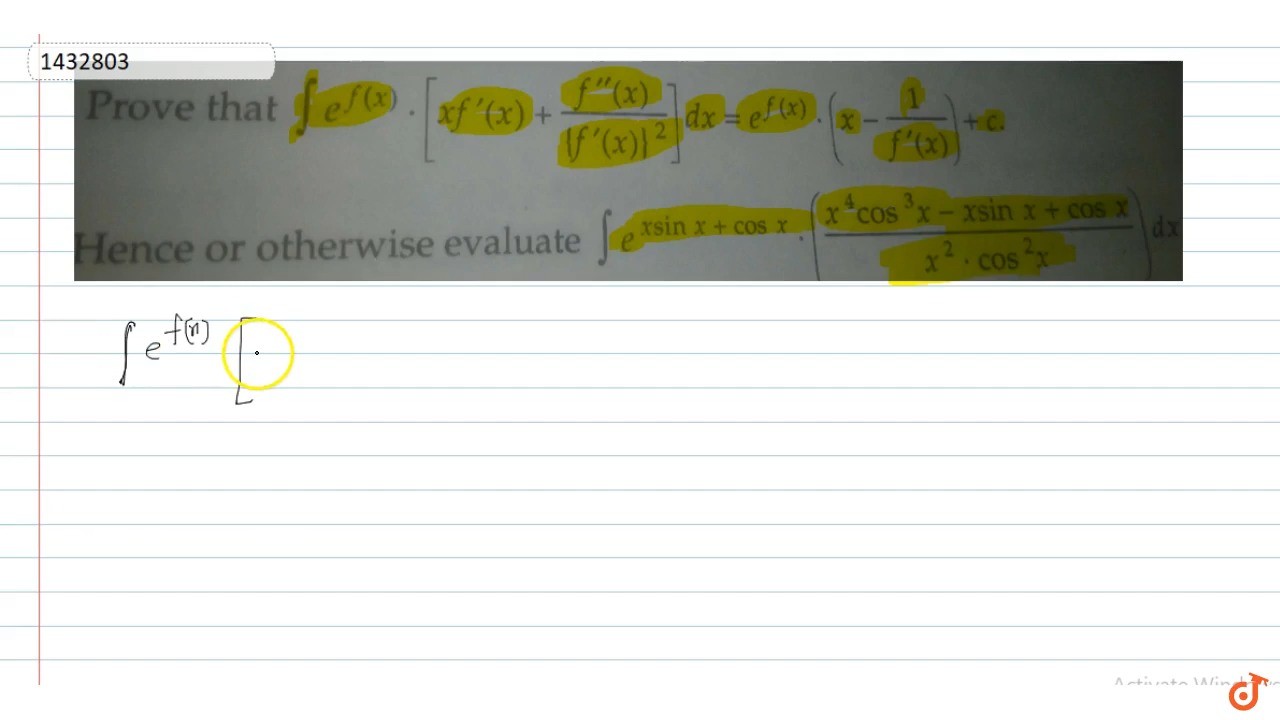 1432803
Prove that ∫ e^{f(x)} · [xf′(x) + f″(x)/{f′(x)}²] dx = e^{f(x)} · (x − 1/f′(x)) + c.
Hence or otherwise evaluate ∫ e^{x sin x + cos x} · (x⁴cos³x − x sin x + cos x / x² · cos²x) dx
∫ e^{f(x)} [